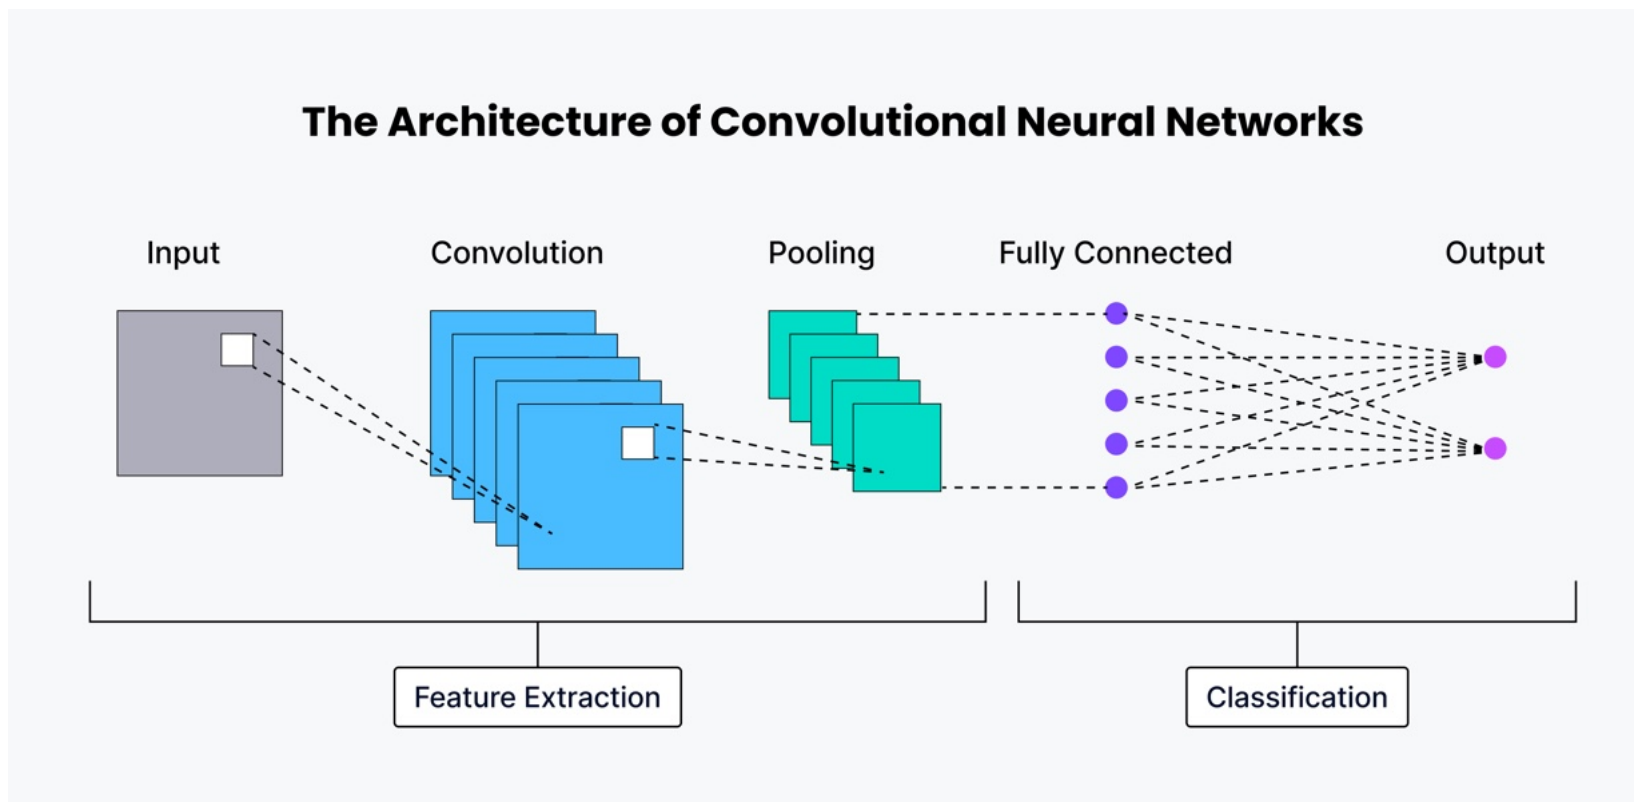 The Architecture of Convolutional Neural Networks
Input
Convolution
Pooling
Fully Connected
Output
Feature Extraction
Classification